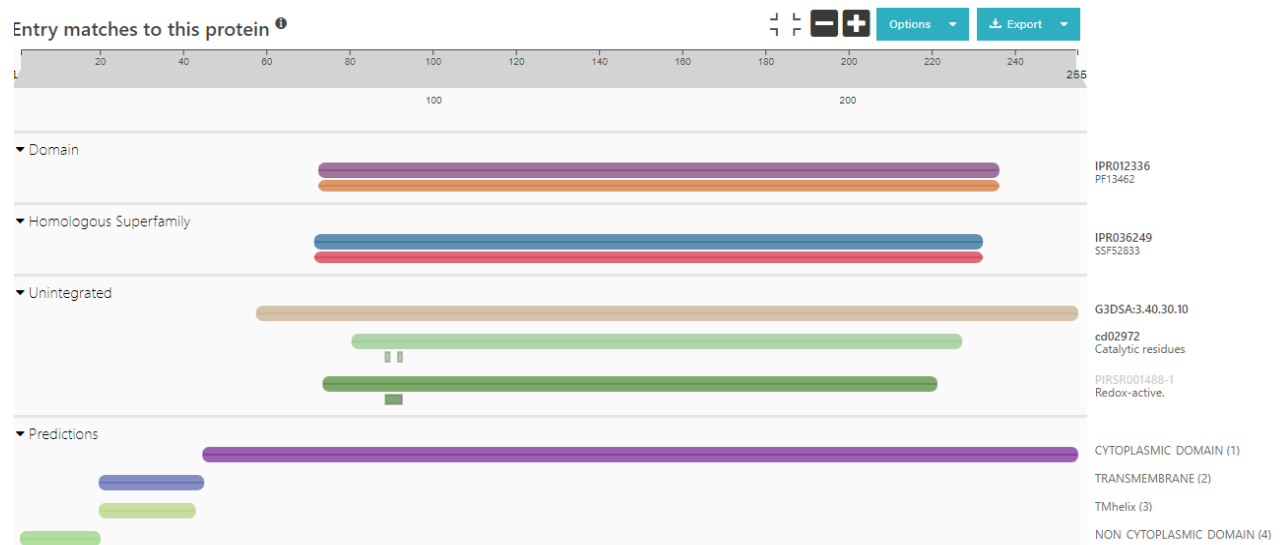 Entry matches to this protein
Options
Export
20 40 60 80 100 120 140 160 180 200 220 240
255
100 200
Domain
IPR012336
PF13462
Homologous Superfamily
IPR036249
SSF52833
Unintegrated
G3DSA:3.40.30.10
cd02972
Catalytic residues
PIRSR001488-1
Redox-active.
Predictions
CYTOPLASMIC DOMAIN (1)
TRANSMEMBRANE (2)
TMhelix (3)
NON CYTOPLASMIC DOMAIN (4)